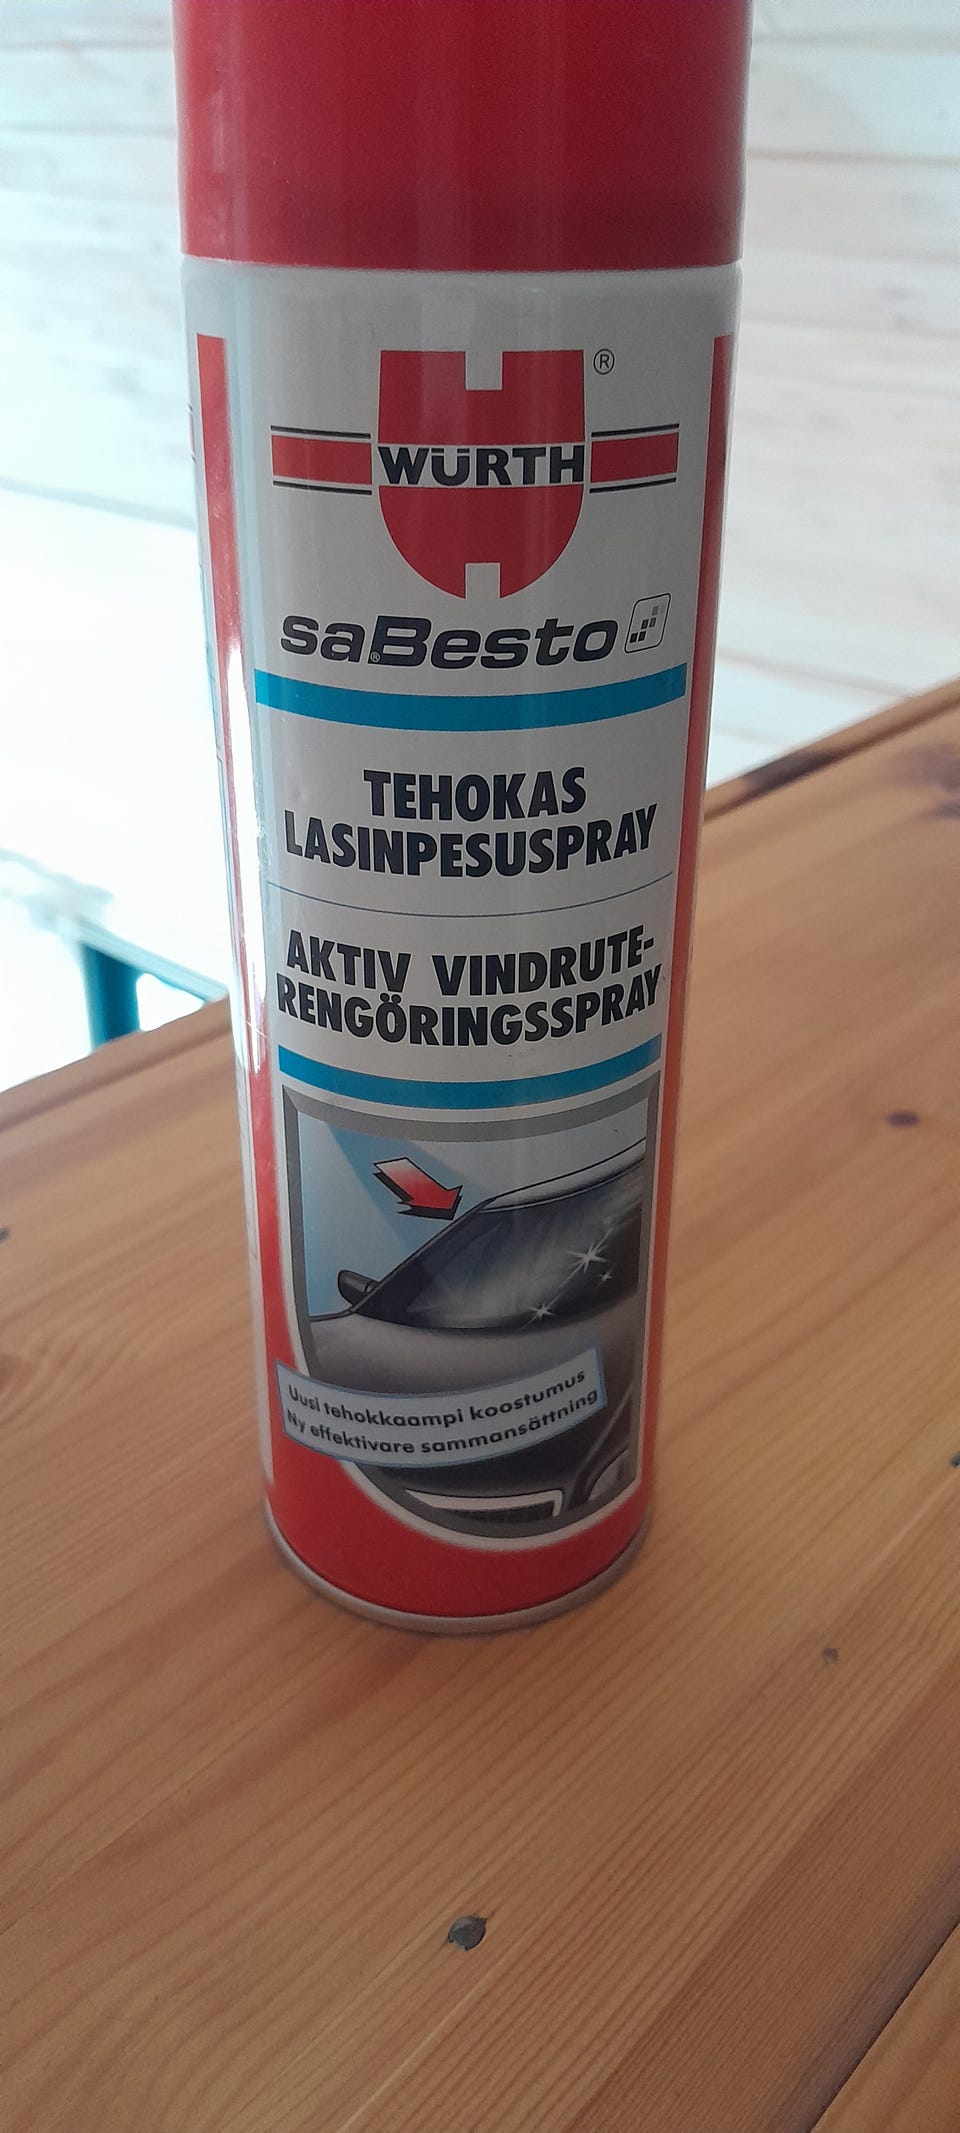 WÜRTH®
saBesto®
TEHOKAS
LASINPESUSPRAY
AKTIV VINDRUTE-
RENGÖRINGSSPRAY
Uusi tehokkaampi koostumus
Ny effektivare sammansättning